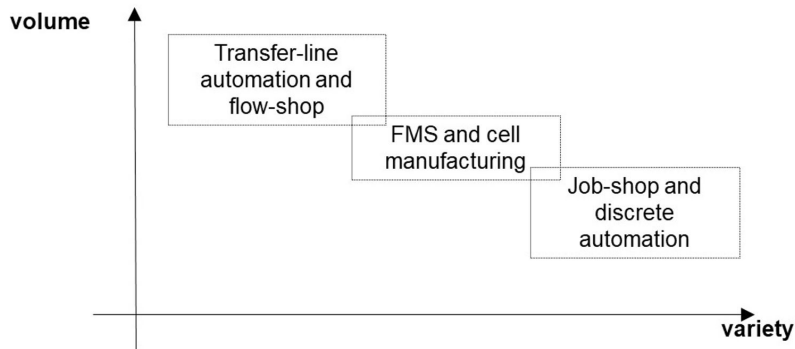 volume
Transfer-line
automation and
flow-shop
FMS and cell
manufacturing
Job-shop and
discrete
automation
variety